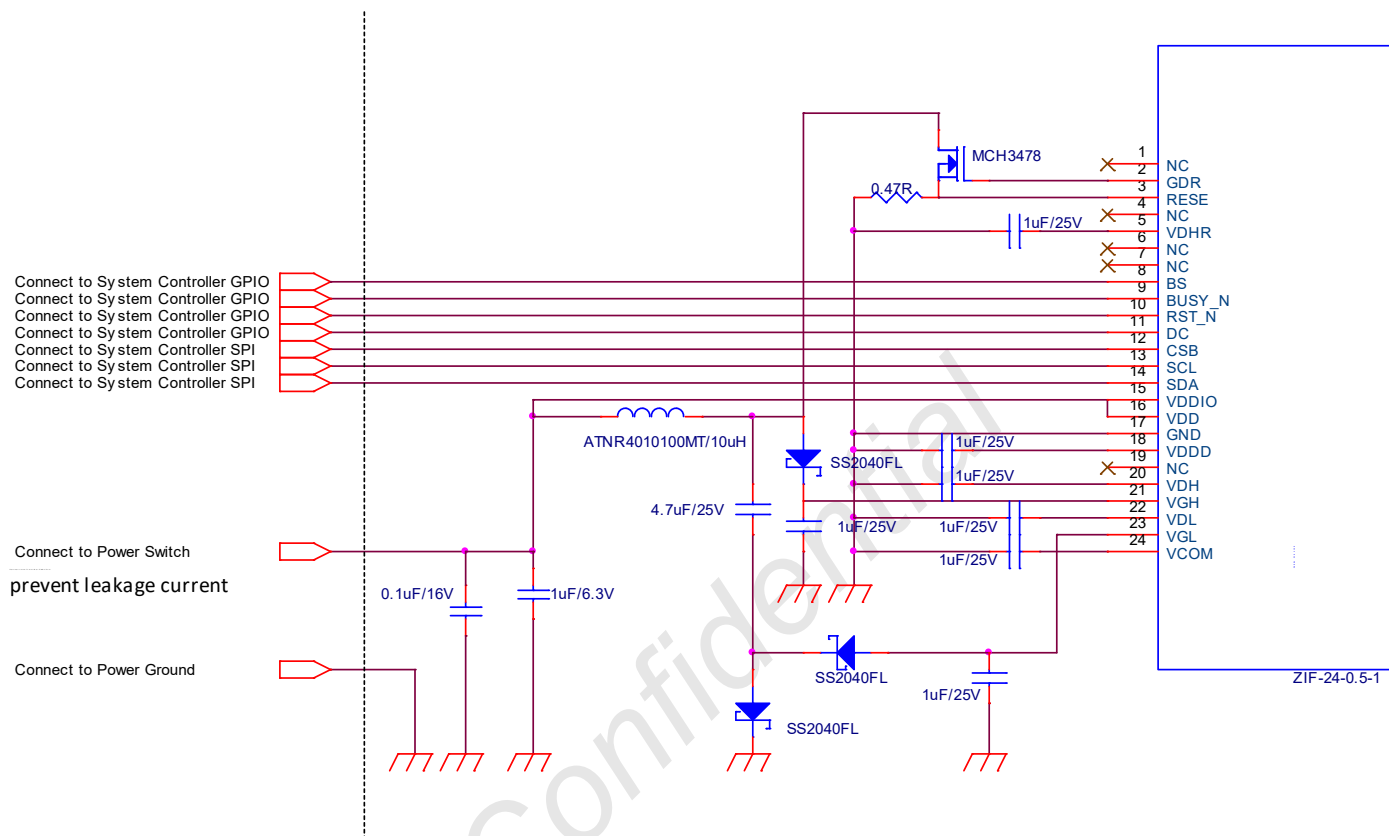 MCH3478
0.47R
1uF/25V
1 NC
2 GDR
3 RESE
4 NC
5 VDHR
6 NC
7 NC
8 BS
9 BUSY_N
10 RST_N
11 DC
12 CSB
13 SCL
14 SDA
15 VDDIO
16 VDD
17 GND
18 VDDD
19 NC
20 VDH
21 VGH
22 VDL
23 VGL
24 VCOM
Connect to System Controller GPIO
Connect to System Controller GPIO
Connect to System Controller GPIO
Connect to System Controller GPIO
Connect to System Controller SPI
Connect to System Controller SPI
Connect to System Controller SPI
ATNR4010100MT/10uH
SS2040FL
1uF/25V
1uF/25V
4.7uF/25V
1uF/25V
1uF/25V
1uF/25V
Connect to Power Switch
prevent leakage current
0.1uF/16V
1uF/6.3V
Connect to Power Ground
SS2040FL
1uF/25V
SS2040FL
ZIF-24-0.5-1
Confidential